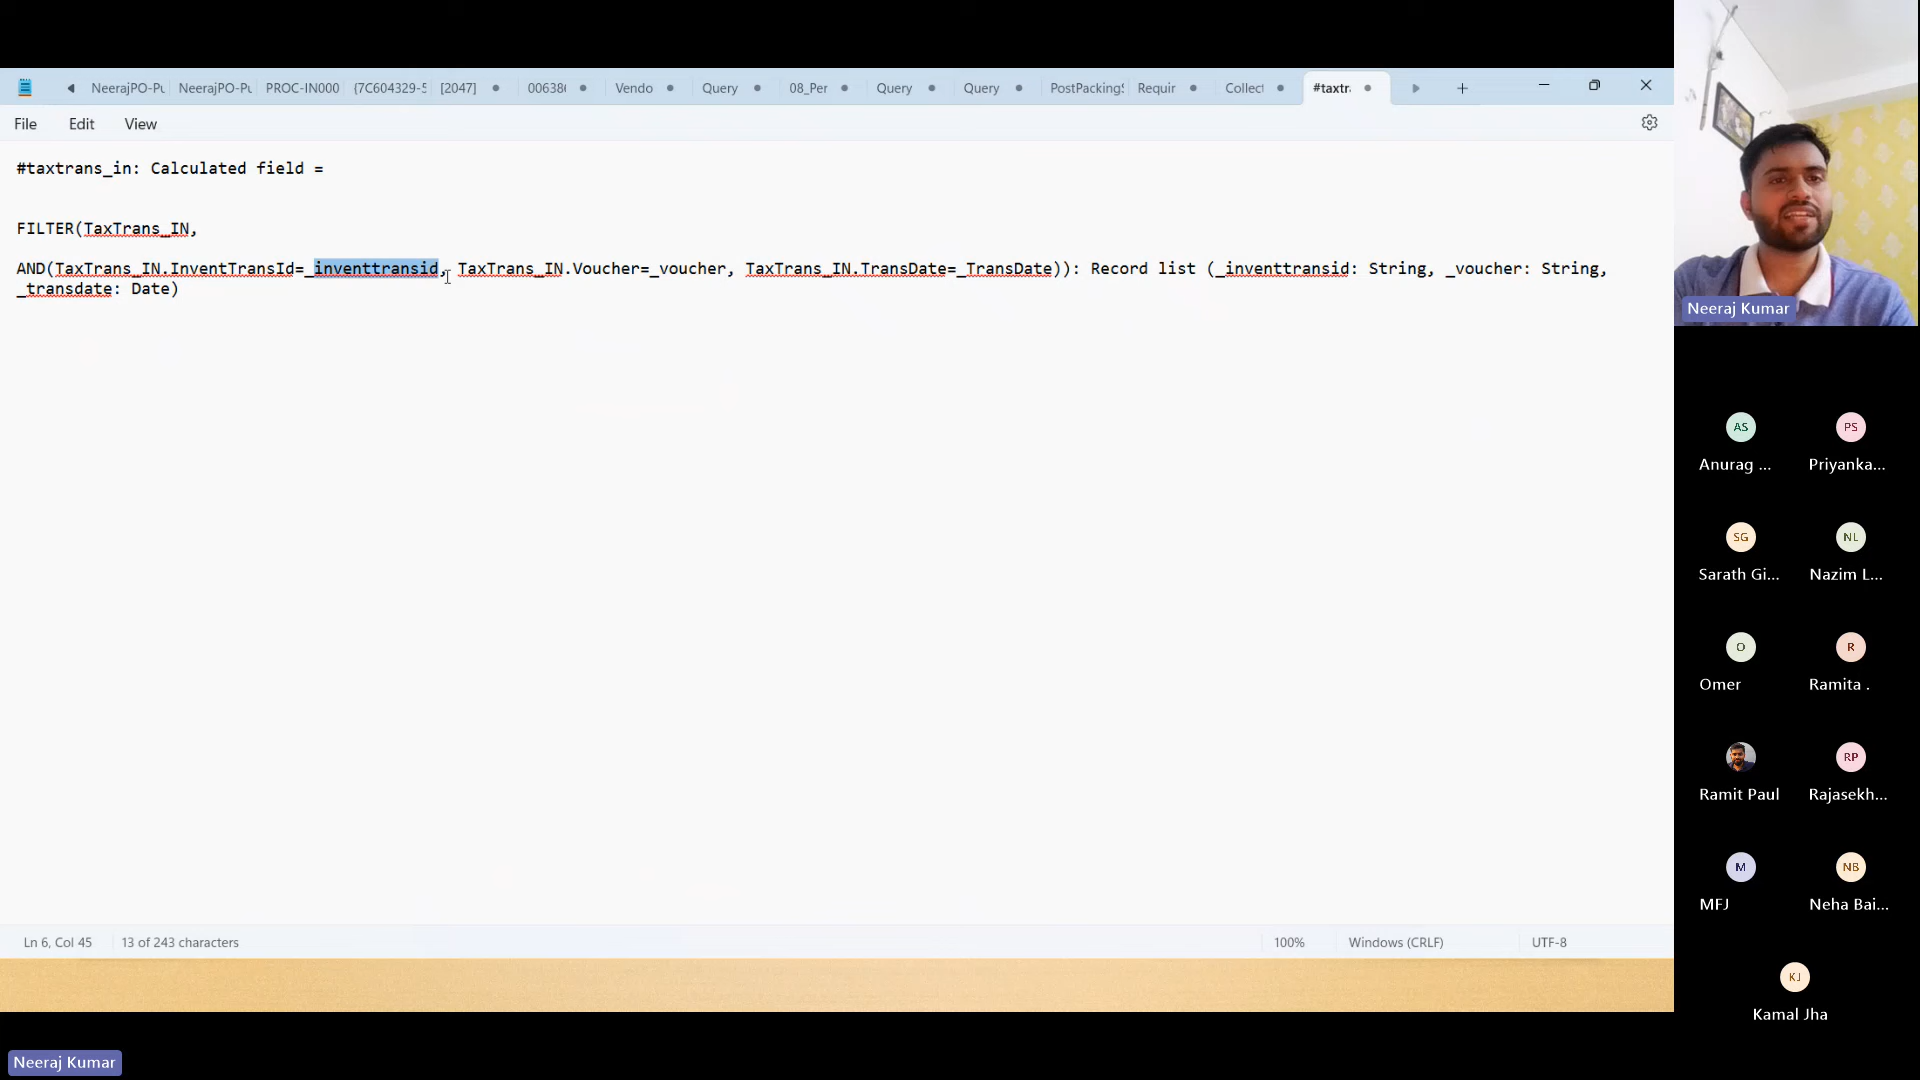 NeerajPO-Pu NeerajPO-Pu PROC-IN000 {7C604329-5 [2047] 00638( Vendo Query 08_Per Query Query PostPacking Requir Collect #taxtr
File Edit View
#taxtrans_in: Calculated field =
FILTER(TaxTrans_IN,
AND(TaxTrans_IN.InventTransId=_inventtransid, TaxTrans_IN.Voucher=_voucher, TaxTrans_IN.TransDate=_TransDate)): Record list (_inventtransid: String, _voucher: String,
_transdate: Date)
Ln 6, Col 45 13 of 243 characters 100% Windows (CRLF) UTF-8
Neeraj Kumar
Neeraj Kumar
AS PS
Anurag ... Priyanka...
SG NL
Sarath Gi... Nazim L...
O R
Omer Ramita .
RP
Ramit Paul Rajasekh...
M NB
MFJ Neha Bai...
KJ
Kamal Jha